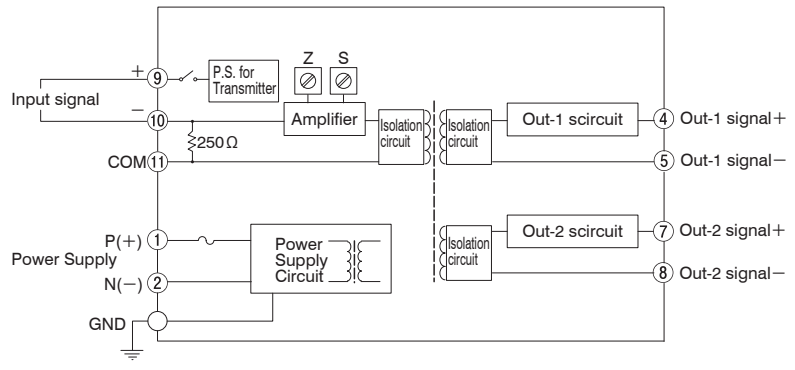 Z S
+ 9
P.S. for
Transmitter
Input signal
− 10
Amplifier
Isolation
circuit
Isolation
circuit
Out-1 scircuit
4 Out-1 signal+
250Ω
COM 11
5 Out-1 signal−
P(+) 1
Power Supply
N(−) 2
Power
Supply
Circuit
Isolation
circuit
Out-2 scircuit
7 Out-2 signal+
8 Out-2 signal−
GND